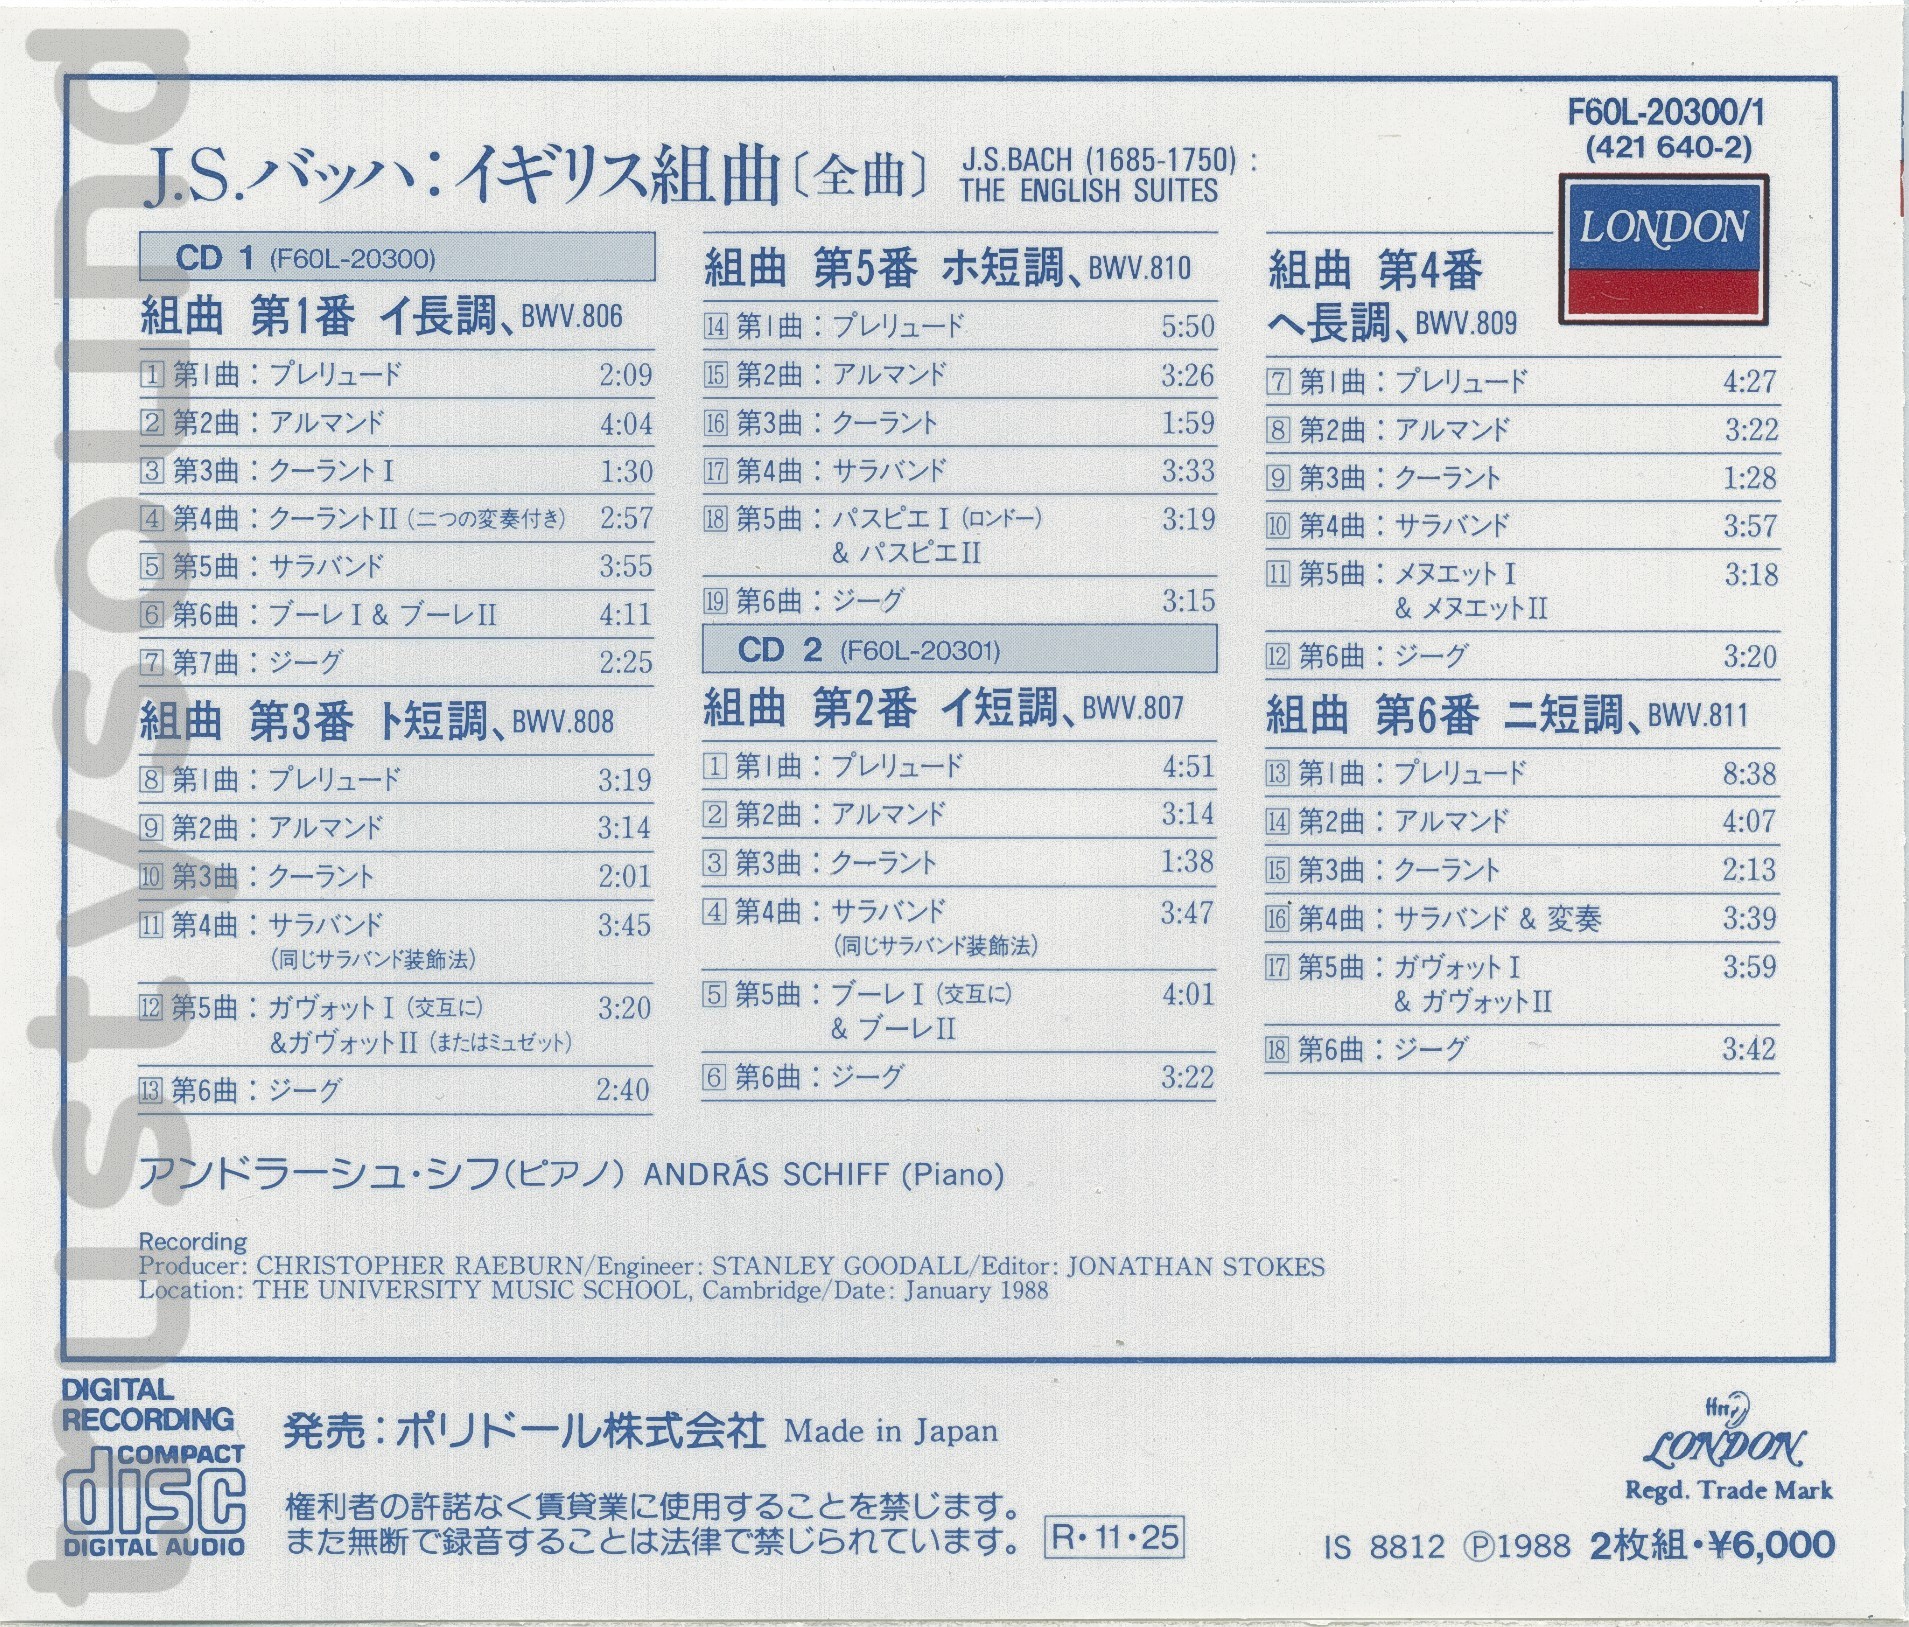 F60L-20300/1
(421 640-2)
LONDON
J.S.バッハ：イギリス組曲〔全曲〕
J.S.BACH (1685-1750) :
THE ENGLISH SUITES
CD 1 (F60L-20300)
組曲 第1番 イ長調、BWV.806
1 第1曲：プレリュード 2:09
2 第2曲：アルマンド 4:04
3 第3曲：クーラントI 1:30
4 第4曲：クーラントII (二つの変奏付き) 2:57
5 第5曲：サラバンド 3:55
6 第6曲：ブーレI & ブーレII 4:11
7 第7曲：ジーグ 2:25
組曲 第3番 ト短調、BWV.808
8 第1曲：プレリュード 3:19
9 第2曲：アルマンド 3:14
10 第3曲：クーラント 2:01
11 第4曲：サラバンド 3:45
(同じサラバンド装飾法)
12 第5曲：ガヴォットI (交互に) 3:20
&ガヴォットII (またはミュゼット)
13 第6曲：ジーグ 2:40
組曲 第5番 ホ短調、BWV.810
14 第1曲：プレリュード 5:50
15 第2曲：アルマンド 3:26
16 第3曲：クーラント 1:59
17 第4曲：サラバンド 3:33
18 第5曲：パスピエI (ロンドー) 3:19
& パスピエII
19 第6曲：ジーグ 3:15
CD 2 (F60L-20301)
組曲 第2番 イ短調、BWV.807
1 第1曲：プレリュード 4:51
2 第2曲：アルマンド 3:14
3 第3曲：クーラント 1:38
4 第4曲：サラバンド 3:47
(同じサラバンド装飾法)
5 第5曲：ブーレI (交互に) 4:01
& ブーレII
6 第6曲：ジーグ 3:22
組曲 第4番
ヘ長調、BWV.809
7 第1曲：プレリュード 4:27
8 第2曲：アルマンド 3:22
9 第3曲：クーラント 1:28
10 第4曲：サラバンド 3:57
11 第5曲：メヌエットI 3:18
& メヌエットII
12 第6曲：ジーグ 3:20
組曲 第6番 ニ短調、BWV.811
13 第1曲：プレリュード 8:38
14 第2曲：アルマンド 4:07
15 第3曲：クーラント 2:13
16 第4曲：サラバンド & 変奏 3:39
17 第5曲：ガヴォットI 3:59
& ガヴォットII
18 第6曲：ジーグ 3:42
アンドラーシュ・シフ(ピアノ) ANDRÁS SCHIFF (Piano)
Recording
Producer: CHRISTOPHER RAEBURN/Engineer: STANLEY GOODALL/Editor: JONATHAN STOKES
Location: THE UNIVERSITY MUSIC SCHOOL, Cambridge/Date: January 1988
DIGITAL
RECORDING
COMPACT
disc
DIGITAL AUDIO
発売：ポリドール株式会社 Made in Japan
権利者の許諾なく賃貸業に使用することを禁じます。
また無断で録音することは法律で禁じられています。
R・11・25
ffrr
LONDON
Regd. Trade Mark
IS 8812 Ⓟ1988 2枚組・¥6,000
trustysound